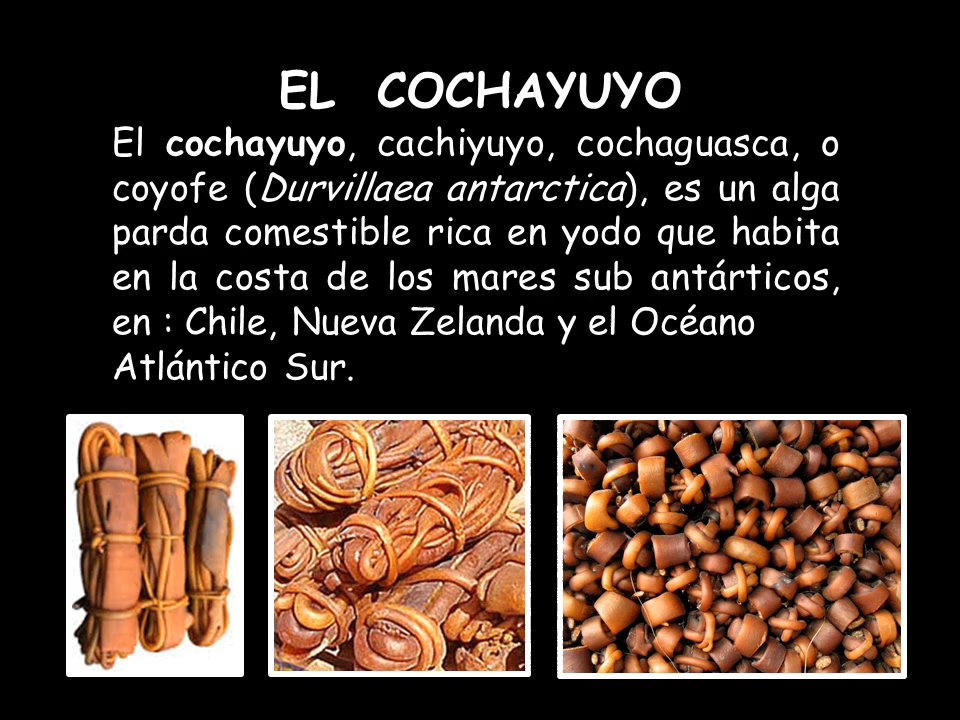 EL COCHAYUYO
El cochayuyo, cachiyuyo, cochaguasca, o
coyofe (Durvillaea antarctica), es un alga
parda comestible rica en yodo que habita
en la costa de los mares sub antárticos,
en : Chile, Nueva Zelanda y el Océano
Atlántico Sur.